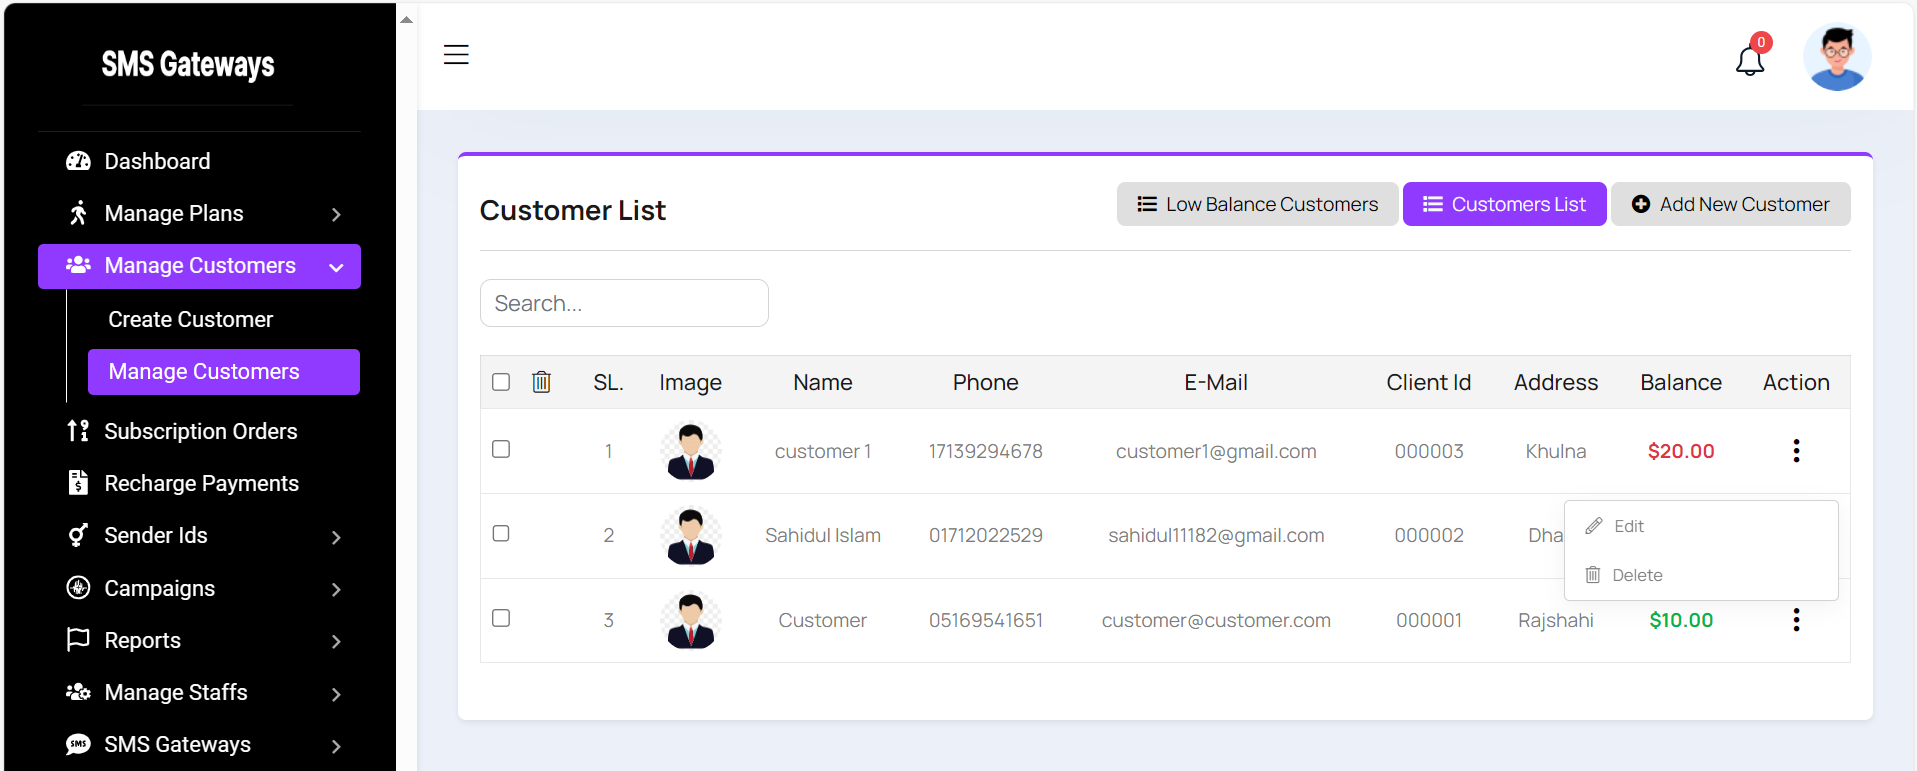 SMS Gateways
0
Dashboard
Manage Plans
Manage Customers
Create Customer
Manage Customers
Subscription Orders
Recharge Payments
Sender Ids
Campaigns
Reports
Manage Staffs
SMS Gateways
Customer List
Low Balance Customers
Customers List
Add New Customer
Search...
SL. Image Name Phone E-Mail Client Id Address Balance Action
1 customer 1 17139294678 customer1@gmail.com 000003 Khulna $20.00
2 Sahidul Islam 01712022529 sahidul11182@gmail.com 000002 Dha
Edit
Delete
3 Customer 05169541651 customer@customer.com 000001 Rajshahi $10.00